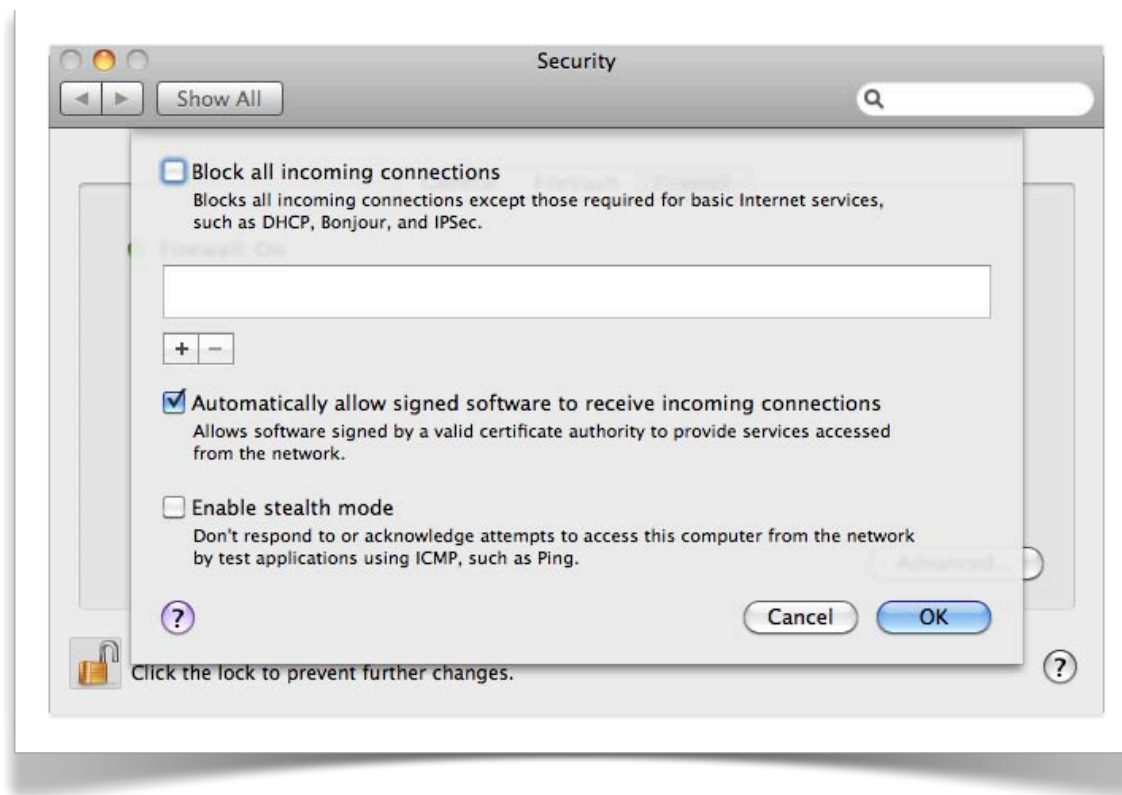 Security
Show All
Block all incoming connections
Blocks all incoming connections except those required for basic Internet services,
such as DHCP, Bonjour, and IPSec.
Firewall: On
+ −
Automatically allow signed software to receive incoming connections
Allows software signed by a valid certificate authority to provide services accessed
from the network.
Enable stealth mode
Don't respond to or acknowledge attempts to access this computer from the network
by test applications using ICMP, such as Ping.
Advanced...
?
Cancel
OK
Click the lock to prevent further changes.
?